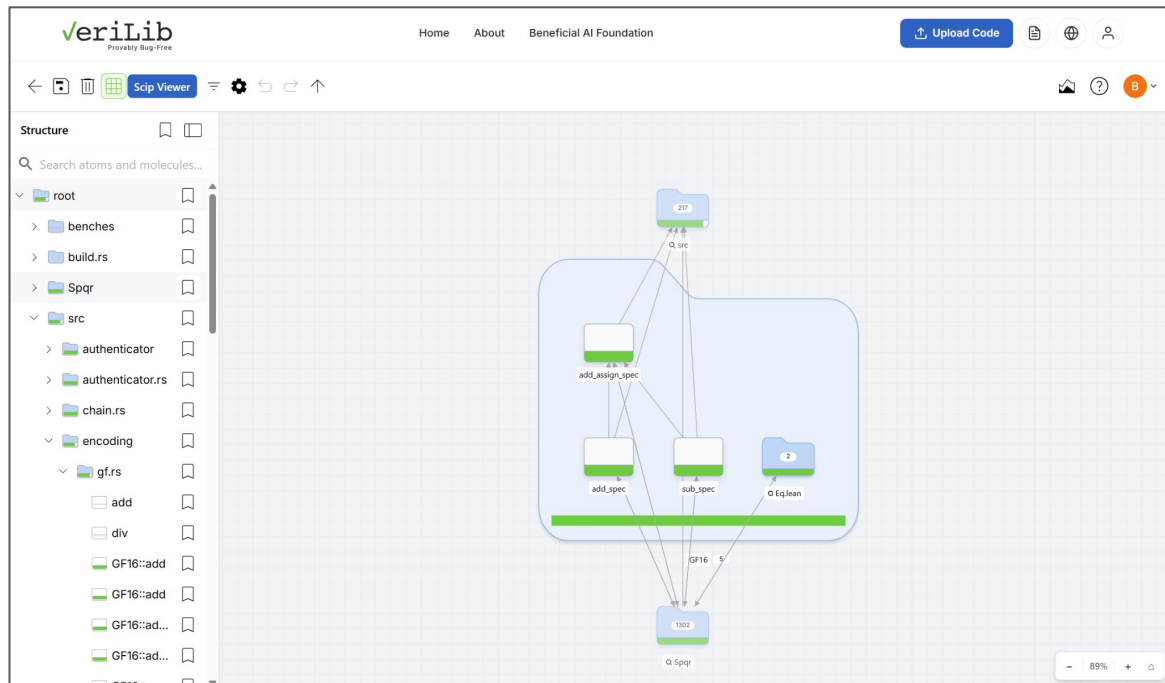 √eriLib
Provably Bug-Free
Home About Beneficial AI Foundation
Upload Code
Scip Viewer
B
Structure
Search atoms and molecules...
root
benches
build.rs
Spqr
src
authenticator
authenticator.rs
chain.rs
encoding
gf.rs
add
div
GF16::add
GF16::add
GF16::ad...
GF16::ad...
217
src
add_assign_spec
add_spec
sub_spec
2
Eq.lean
GF16 5
1302
Spqr
- 89% +